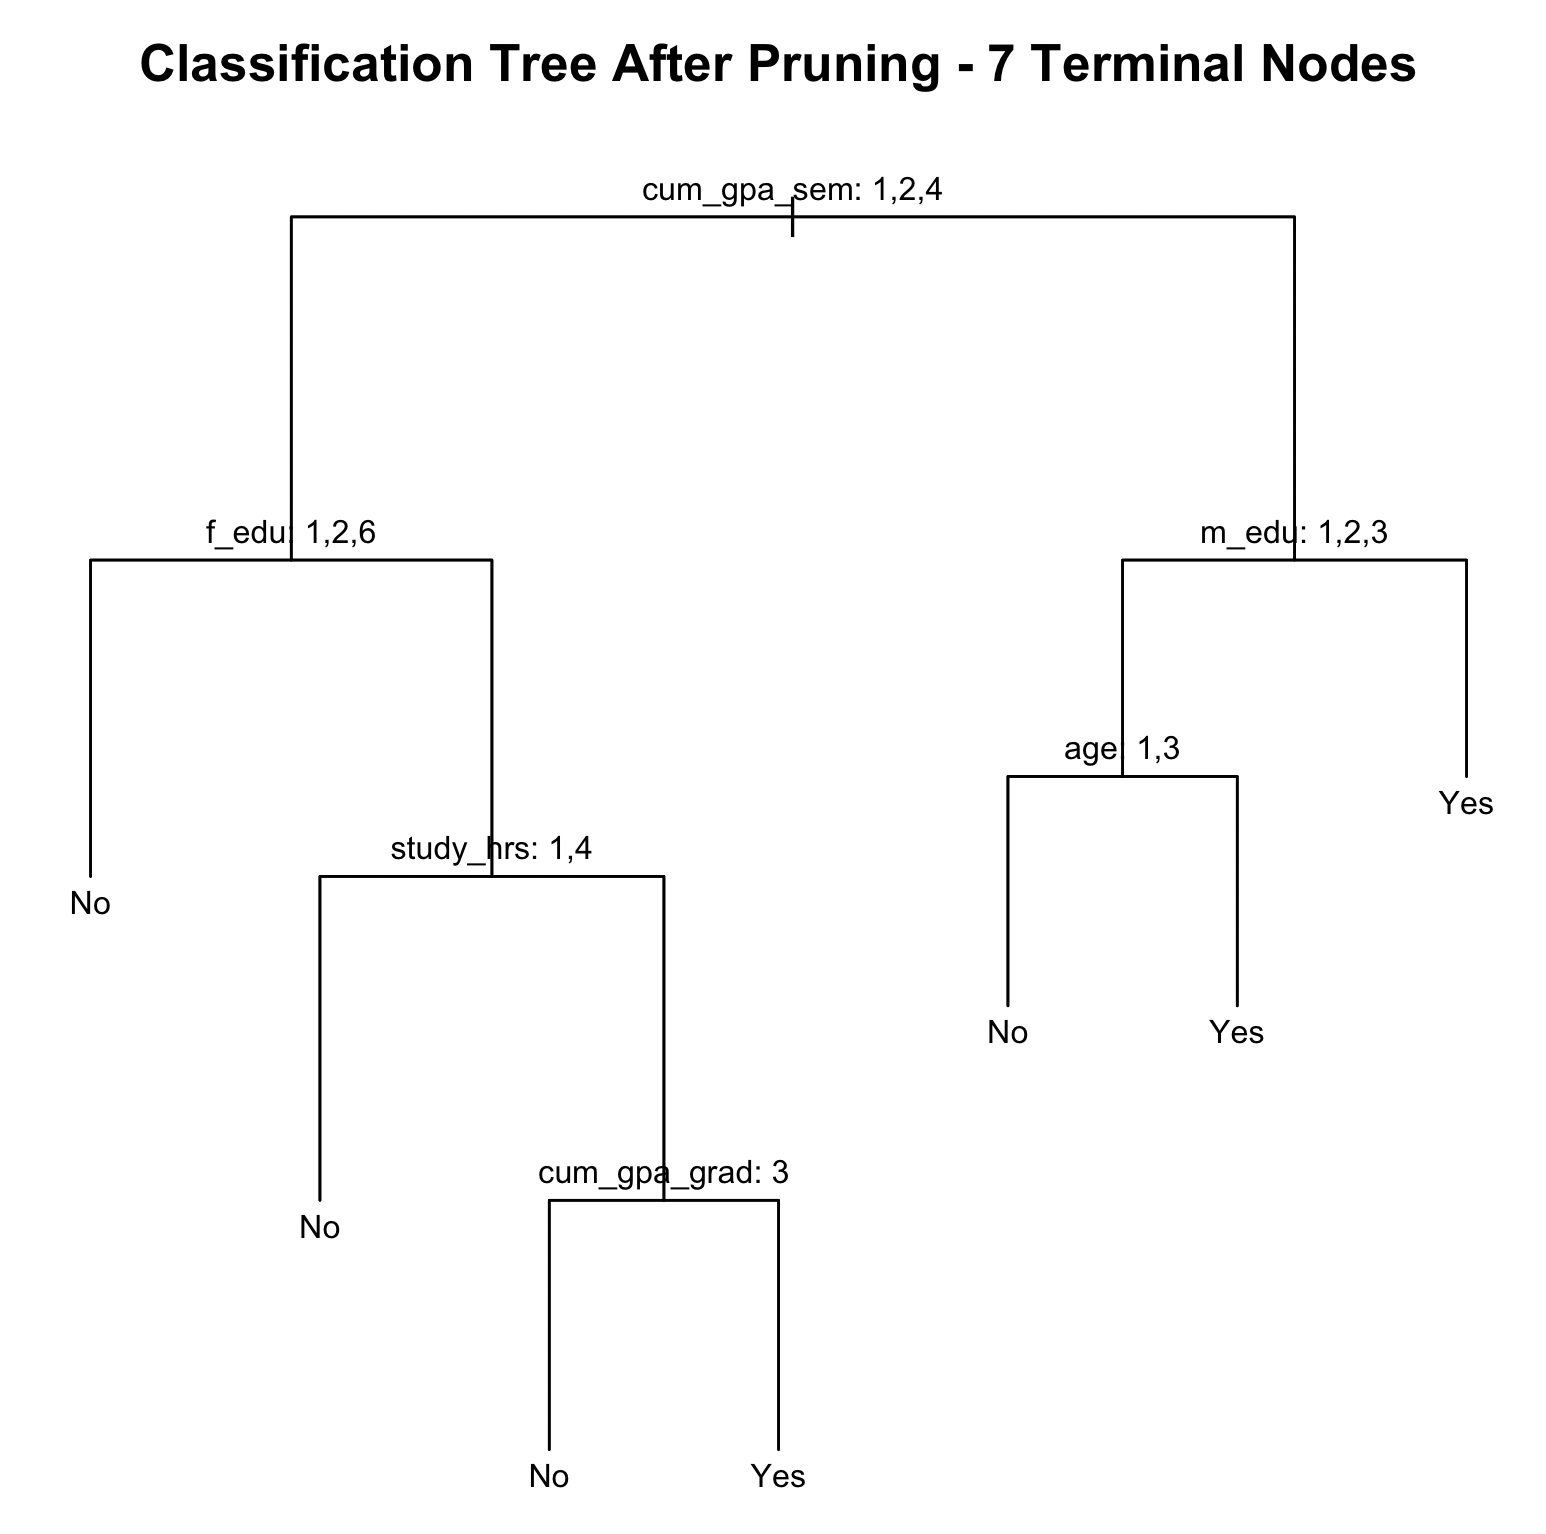 Classification Tree After Pruning - 7 Terminal Nodes
cum_gpa_sem: 1,2,4
f_edu: 1,2,6
m_edu: 1,2,3
age: 1,3
Yes
study_hrs: 1,4
No
No
Yes
cum_gpa_grad: 3
No
No
Yes